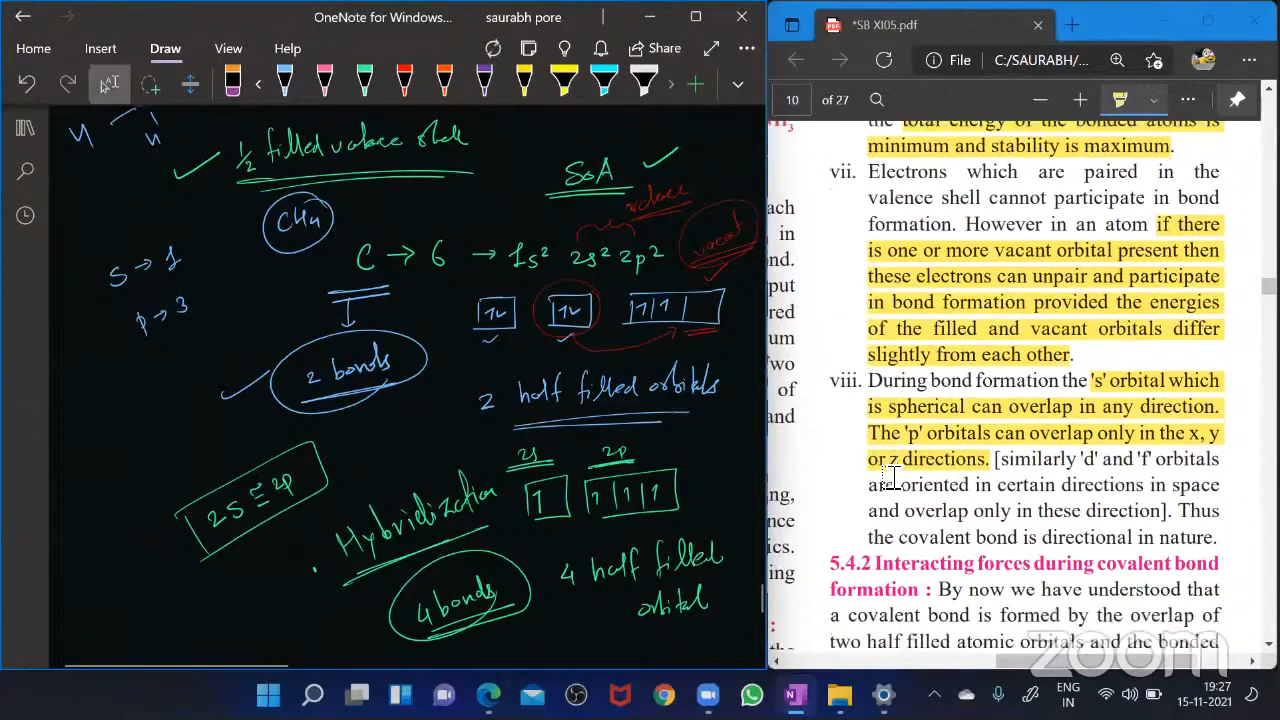 OneNote for Windows... saurabh pore
Home Insert Draw View Help Share
½ filled valence shell
SOA
CH4
C → 6 → 1s² 2s² 2p²
vacant
S → 1
p → 3
2 bonds
2 half filled orbitals
2s 2p
2S ≅ 2p
Hybridization
4 bonds
4 half filled
orbital
*SB XI05.pdf
File C:/SAURABH/...
10 of 27
the total energy of the bonded atoms is
minimum and stability is maximum.
vii. Electrons which are paired in the
valence shell cannot participate in bond
formation. However in an atom if there
is one or more vacant orbital present then
these electrons can unpair and participate
in bond formation provided the energies
of the filled and vacant orbitals differ
slightly from each other.
viii. During bond formation the 's' orbital which
is spherical can overlap in any direction.
The 'p' orbitals can overlap only in the x, y
or z directions. [similarly 'd' and 'f' orbitals
are oriented in certain directions in space
and overlap only in these direction]. Thus
the covalent bond is directional in nature.
5.4.2 Interacting forces during covalent bond
formation : By now we have understood that
a covalent bond is formed by the overlap of
two half filled atomic orbitals and the bonded
zoom
ENG
IN
19:27
15-11-2021